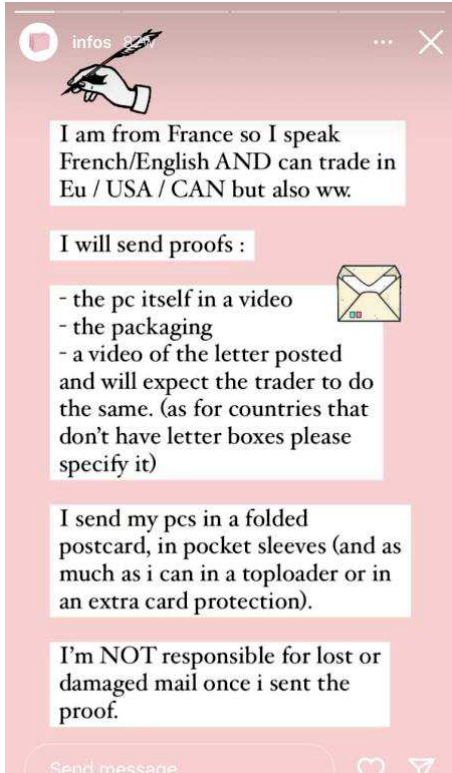 infos 82w
I am from France so I speak
French/English AND can trade in
Eu / USA / CAN but also ww.
I will send proofs :
- the pc itself in a video
- the packaging
- a video of the letter posted
and will expect the trader to do
the same. (as for countries that
don't have letter boxes please
specify it)
I send my pcs in a folded
postcard, in pocket sleeves (and as
much as i can in a toploader or in
an extra card protection).
I'm NOT responsible for lost or
damaged mail once i sent the
proof.
Send message